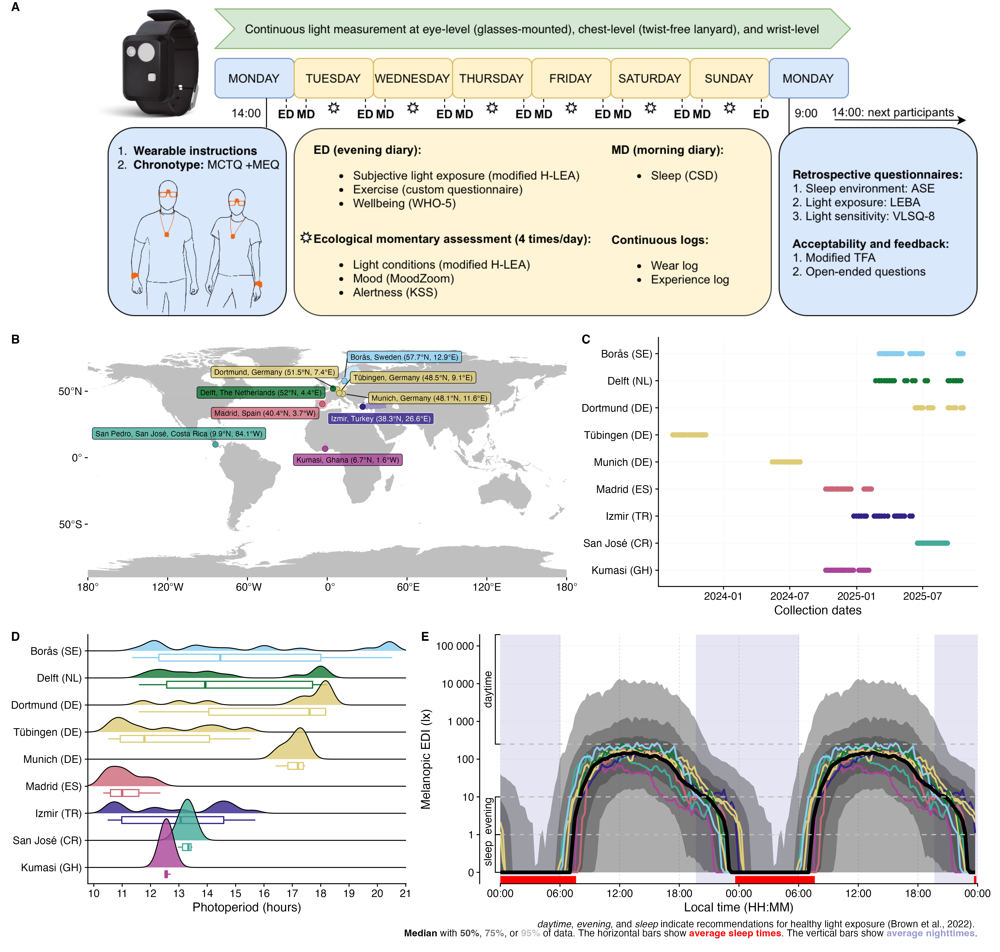 A
Continuous light measurement at eye-level (glasses-mounted), chest-level (twist-free lanyard), and wrist-level
MONDAY TUESDAY WEDNESDAY THURSDAY FRIDAY SATURDAY SUNDAY MONDAY
14:00 ED MD ED MD ED MD ED MD ED MD ED MD ED 9:00 14:00: next participants
1. Wearable instructions
2. Chronotype: MCTQ +MEQ
ED (evening diary):
• Subjective light exposure (modified H-LEA)
• Exercise (custom questionnaire)
• Wellbeing (WHO-5)
MD (morning diary):
• Sleep (CSD)
Ecological momentary assessment (4 times/day):
• Light conditions (modified H-LEA)
• Mood (MoodZoom)
• Alertness (KSS)
Continuous logs:
• Wear log
• Experience log
Retrospective questionnaires:
1. Sleep environment: ASE
2. Light exposure: LEBA
3. Light sensitivity: VLSQ-8
Acceptability and feedback:
1. Modified TFA
2. Open-ended questions
B
Borås, Sweden (57.7°N, 12.9°E)
Dortmund, Germany (51.5°N, 7.4°E)
Tübingen, Germany (48.5°N, 9.1°E)
Delft, The Netherlands (52°N, 4.4°E)
Munich, Germany (48.1°N, 11.6°E)
Madrid, Spain (40.4°N, 3.7°W)
Izmir, Turkey (38.3°N, 26.6°E)
San Pedro, San José, Costa Rica (9.9°N, 84.1°W)
Kumasi, Ghana (6.7°N, 1.6°W)
50°N
0°
50°S
180° 120°W 60°W 0° 60°E 120°E 180°
C
Borås (SE)
Delft (NL)
Dortmund (DE)
Tübingen (DE)
Munich (DE)
Madrid (ES)
Izmir (TR)
San José (CR)
Kumasi (GH)
2024-01 2024-07 2025-01 2025-07
Collection dates
D
Borås (SE)
Delft (NL)
Dortmund (DE)
Tübingen (DE)
Munich (DE)
Madrid (ES)
Izmir (TR)
San José (CR)
Kumasi (GH)
10 11 12 13 14 15 16 17 18 19 20 21
Photoperiod (hours)
E
Melanopic EDI (lx)
100 000
10 000
1 000
100
10
1
0
daytime
evening
sleep
00:00 06:00 12:00 18:00 00:00 06:00 12:00 18:00 00:00
Local time (HH:MM)
daytime, evening, and sleep indicate recommendations for healthy light exposure (Brown et al., 2022).
Median with 50%, 75%, or 95% of data. The horizontal bars show average sleep times. The vertical bars show average nighttimes.